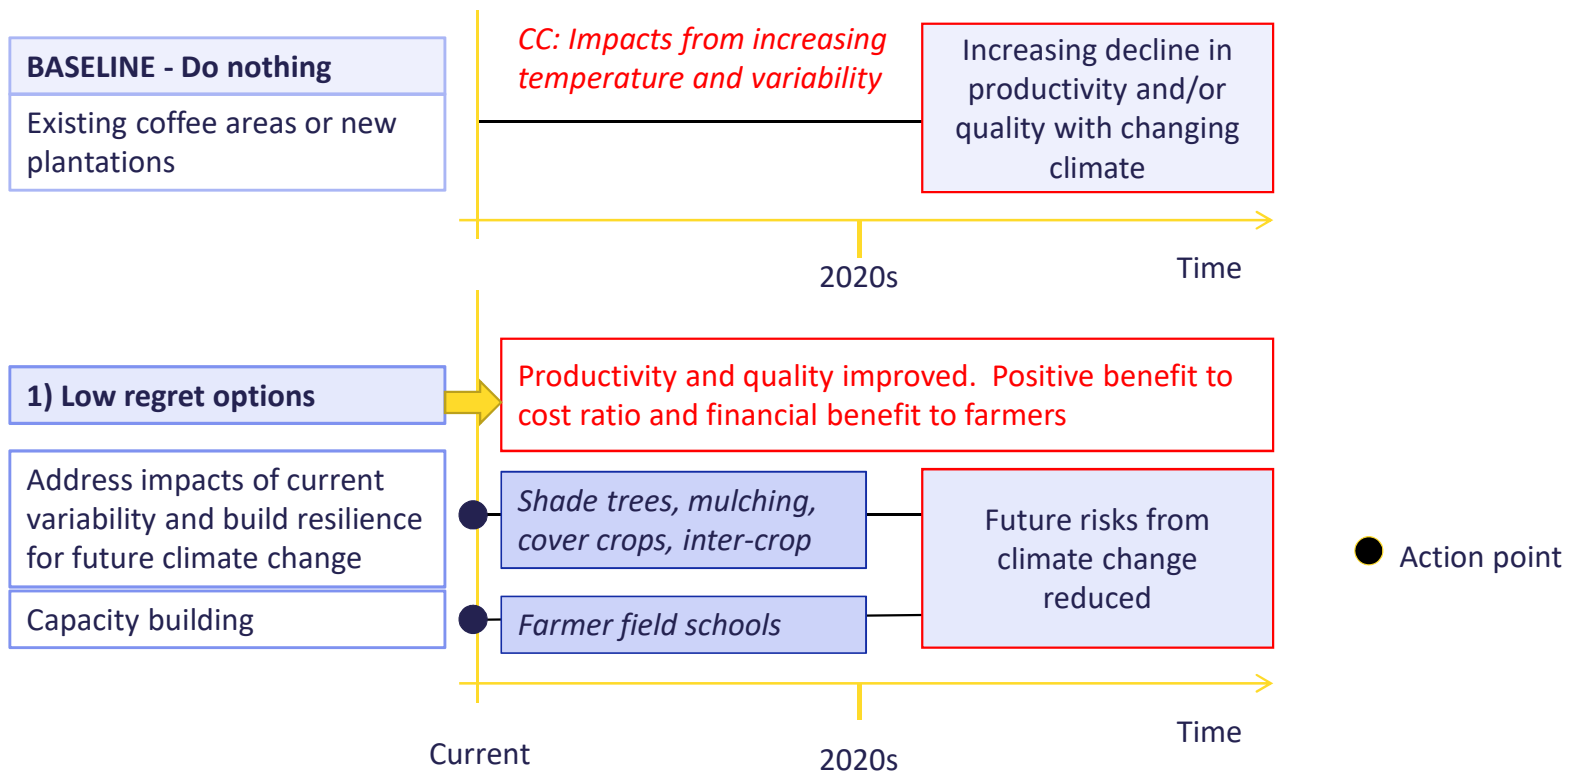 BASELINE - Do nothing
Existing coffee areas or new
plantations
CC: Impacts from increasing
temperature and variability
Increasing decline in
productivity and/or
quality with changing
climate
2020s
Time
1) Low regret options
Productivity and quality improved.  Positive benefit to
cost ratio and financial benefit to farmers
Address impacts of current
variability and build resilience
for future climate change
Shade trees, mulching,
cover crops, inter-crop
Capacity building
Farmer field schools
Future risks from
climate change
reduced
Action point
Current
2020s
Time